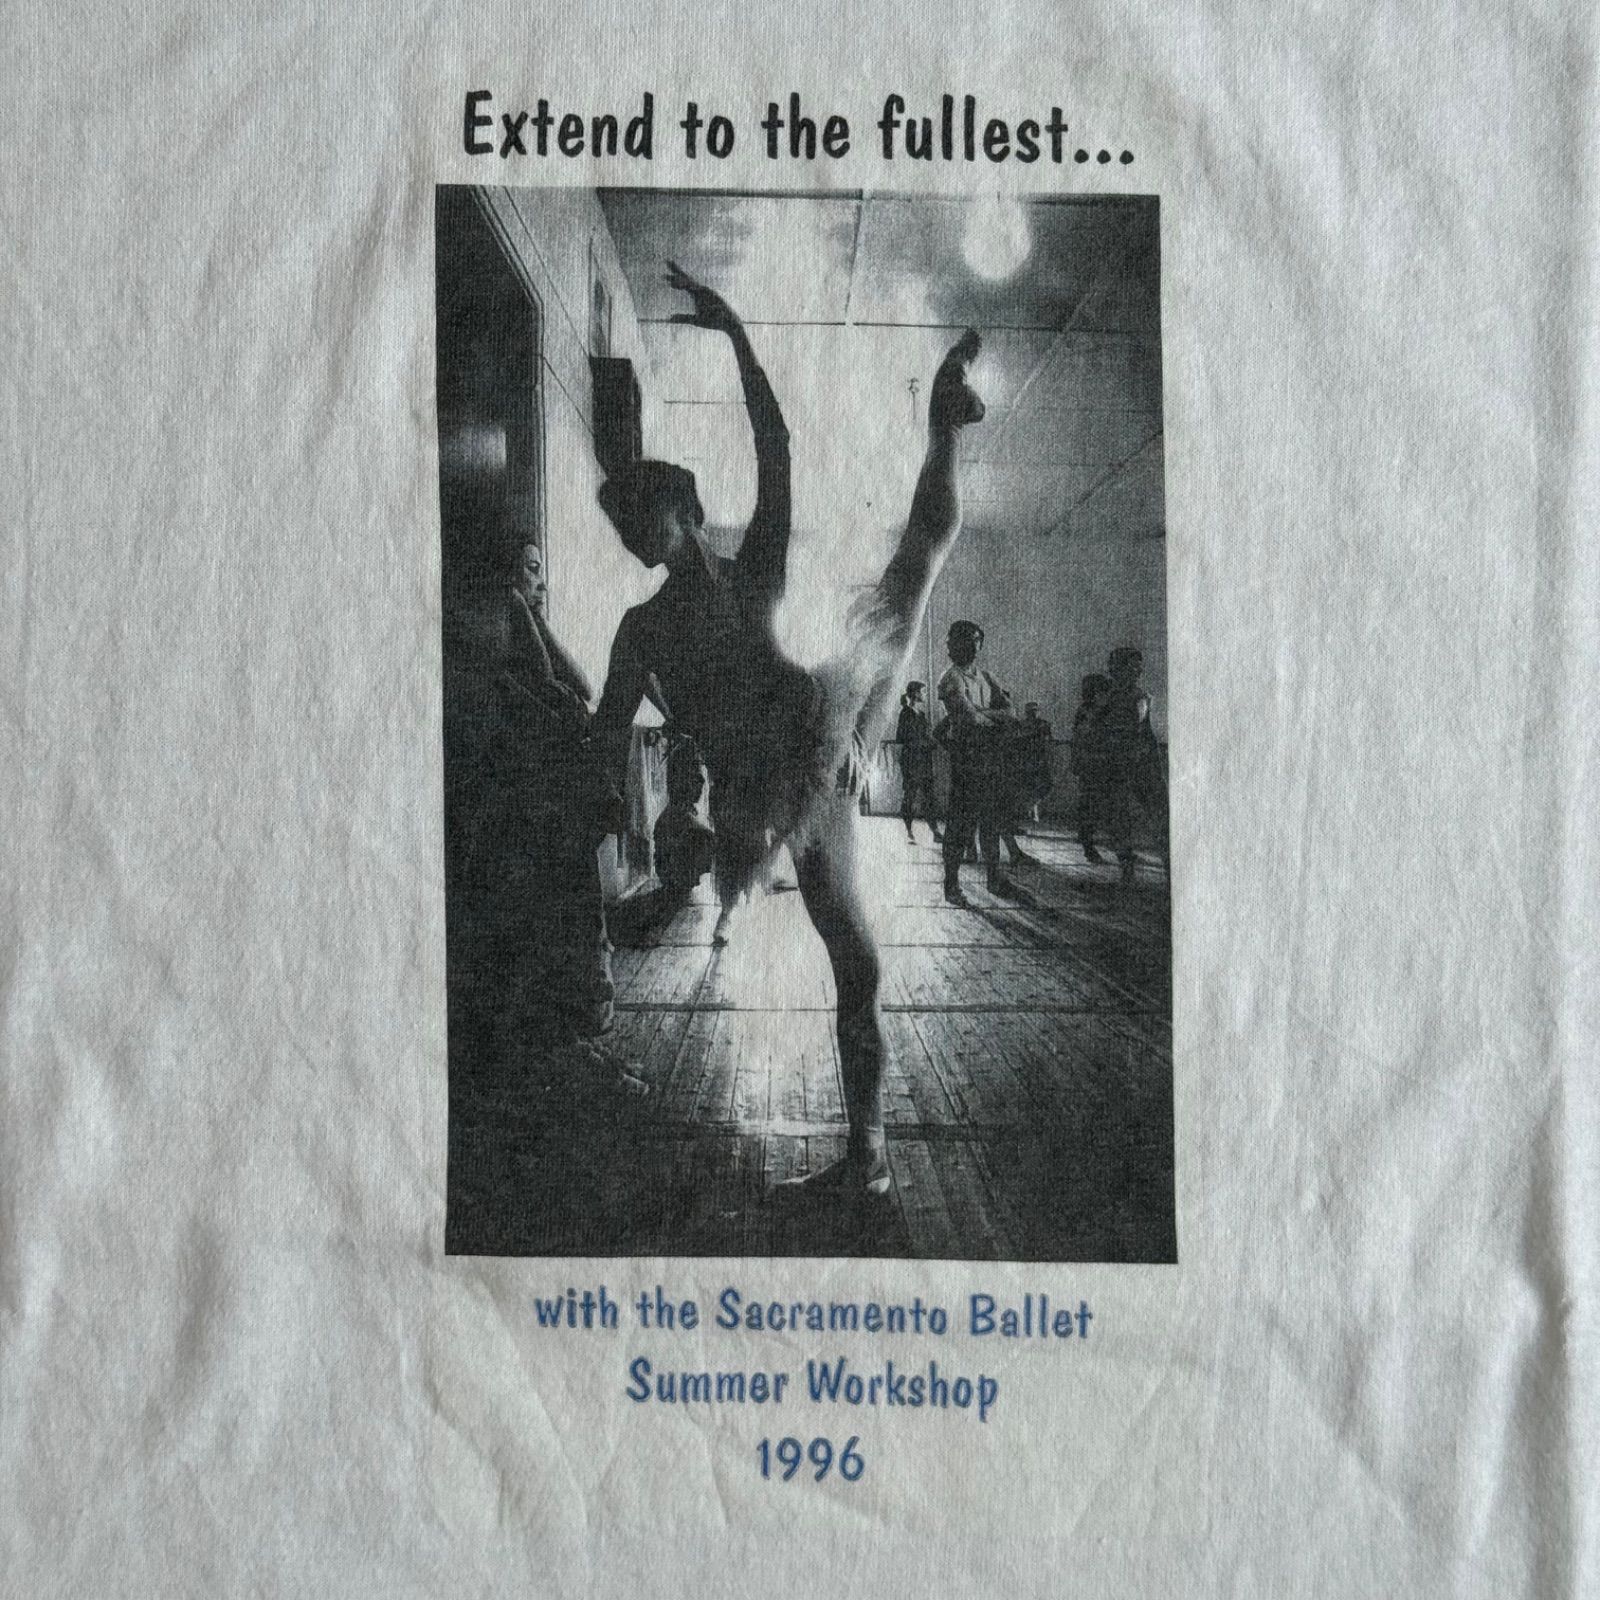 Extend to the fullest...
with the Sacramento Ballet
Summer Workshop
1996